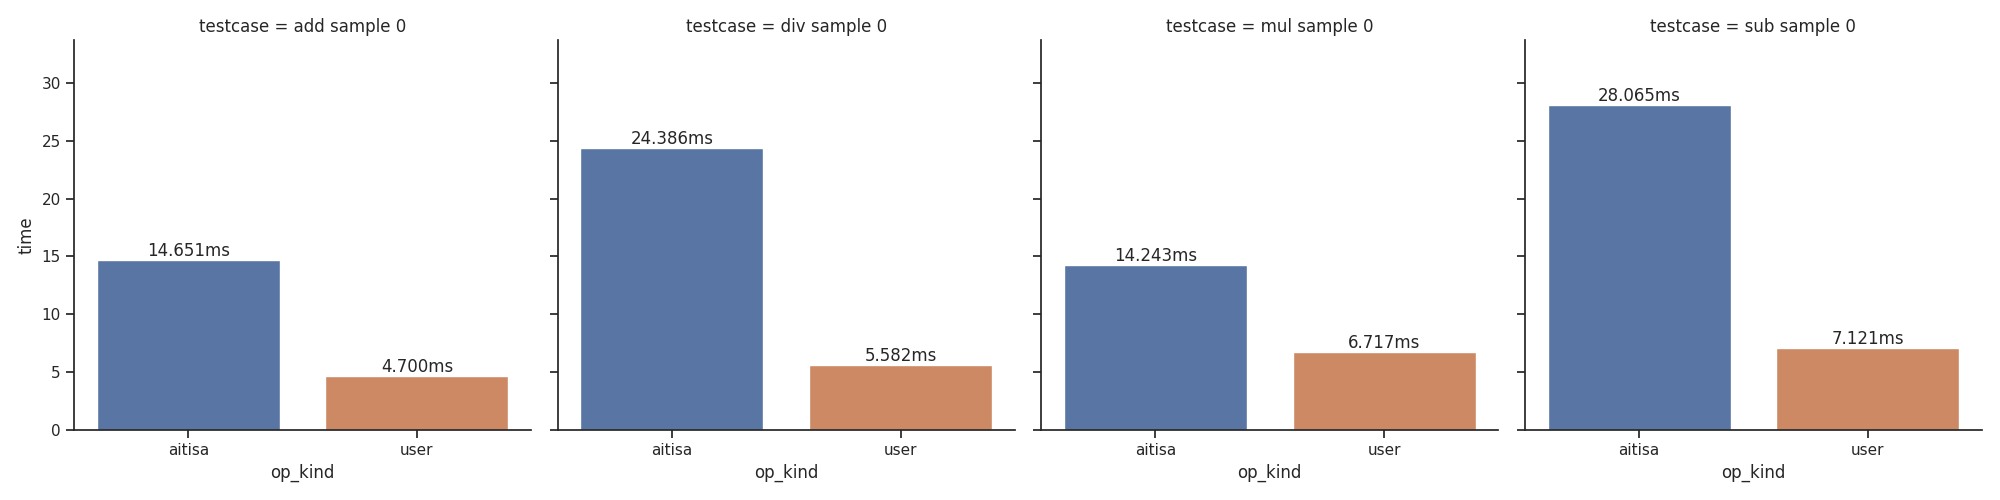 testcase = add sample 0
testcase = div sample 0
testcase = mul sample 0
testcase = sub sample 0
time
30
25
20
15
10
5
0
14.651ms
4.700ms
24.386ms
5.582ms
14.243ms
6.717ms
28.065ms
7.121ms
aitisa
user
aitisa
user
aitisa
user
aitisa
user
op_kind
op_kind
op_kind
op_kind